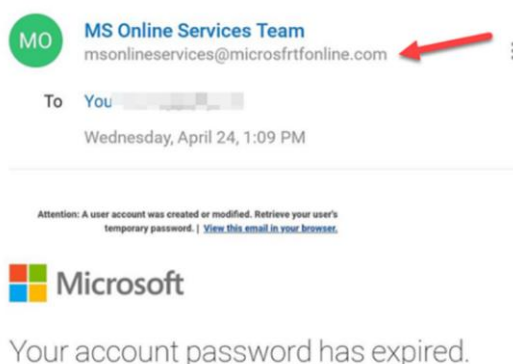 MO
MS Online Services Team
msonlineservices@microsfrtfonline.com
To You
Wednesday, April 24, 1:09 PM
Attention: A user account was created or modified. Retrieve your user's
temporary password. | View this email in your browser.
Microsoft
Your account password has expired.